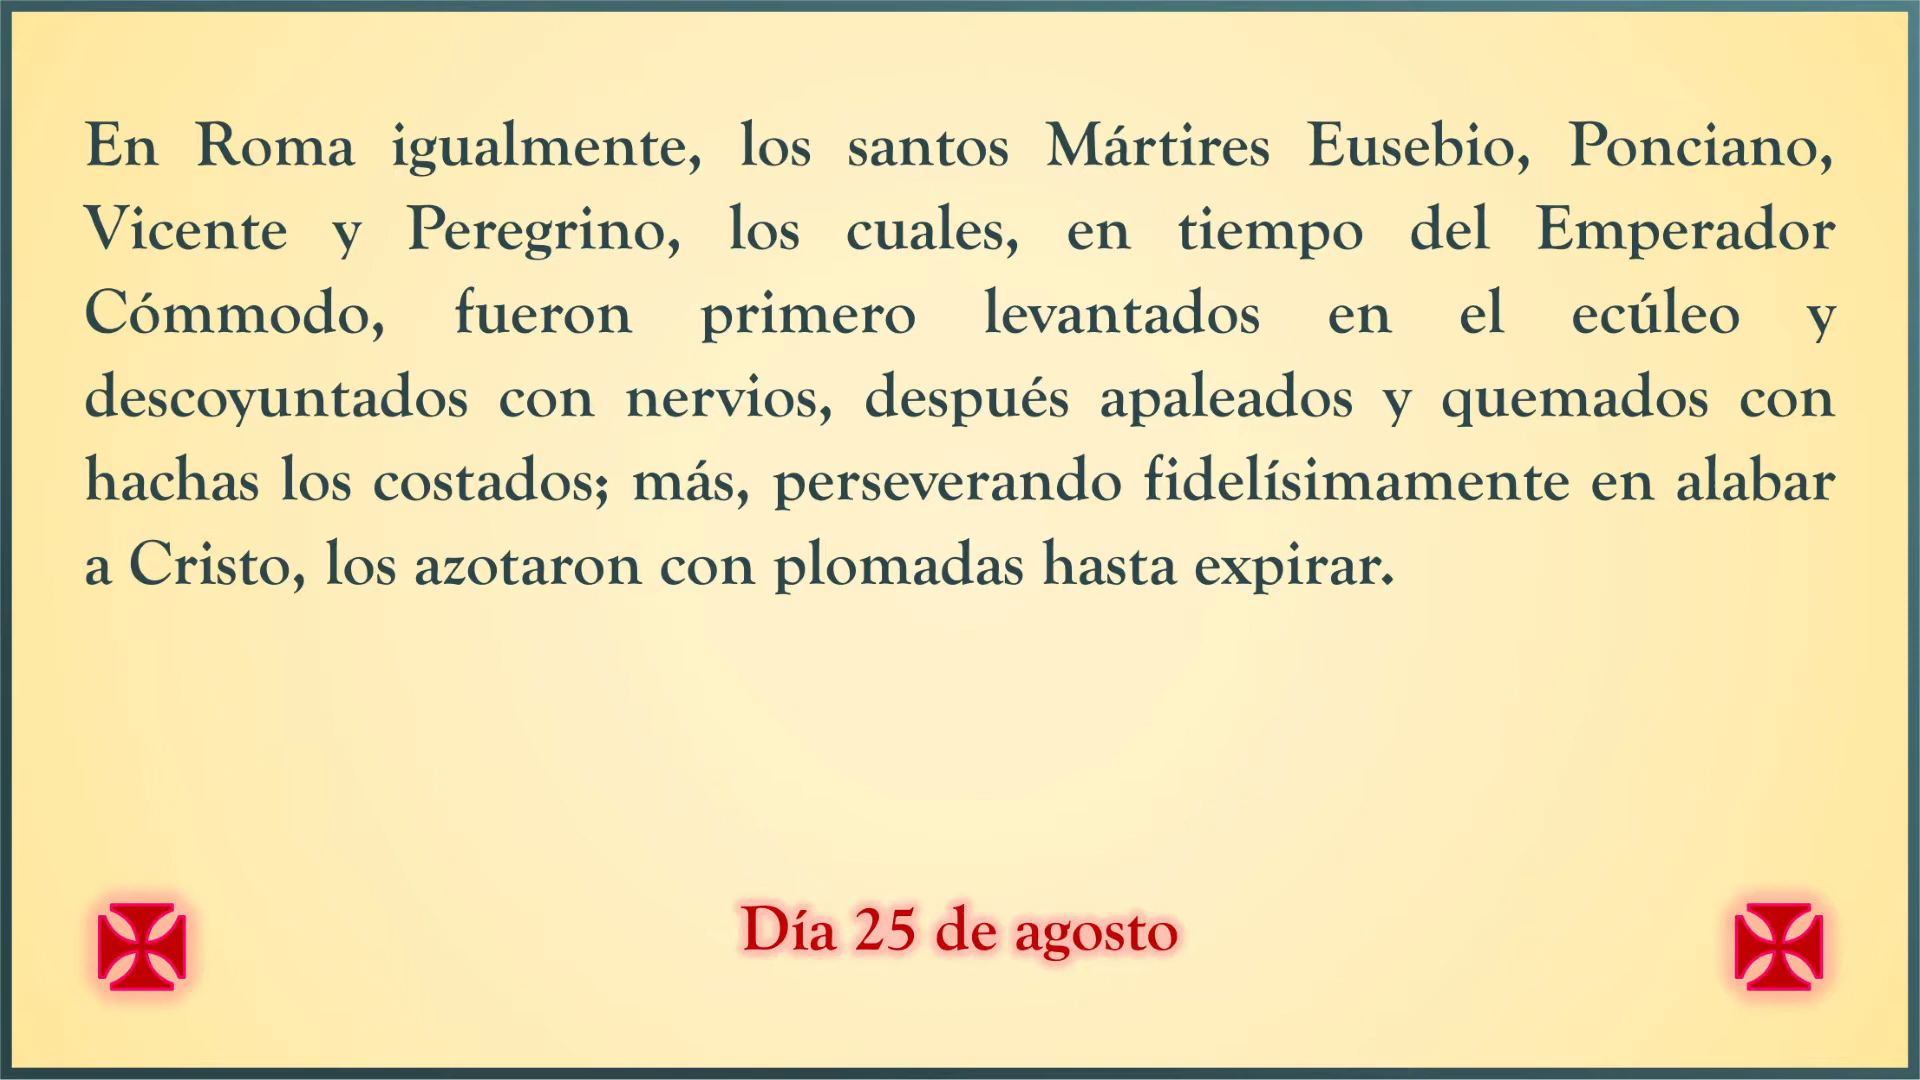 En Roma igualmente, los santos Mártires Eusebio, Ponciano,
Vicente y Peregrino, los cuales, en tiempo del Emperador
Cómmodo, fueron primero levantados en el ecúleo y
descoyuntados con nervios, después apaleados y quemados con
hachas los costados; más, perseverando fidelísimamente en alabar
a Cristo, los azotaron con plomadas hasta expirar.
Día 25 de agosto